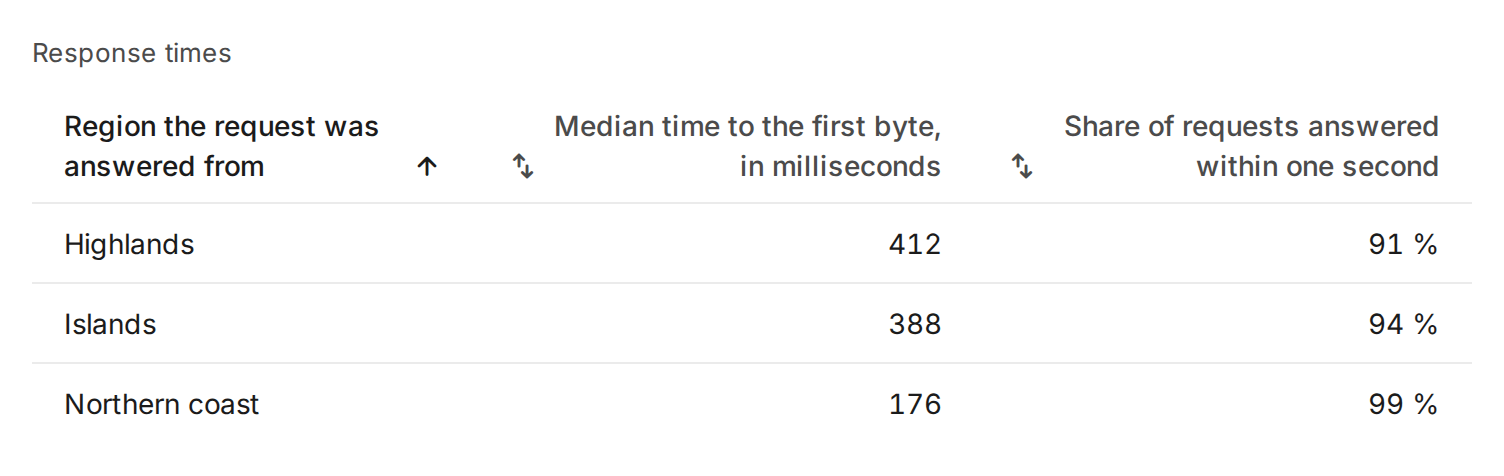 Response times
Region the request was
answered from
Median time to the first byte,
in milliseconds
Share of requests answered
within one second
Highlands 412 91 %
Islands 388 94 %
Northern coast 176 99 %